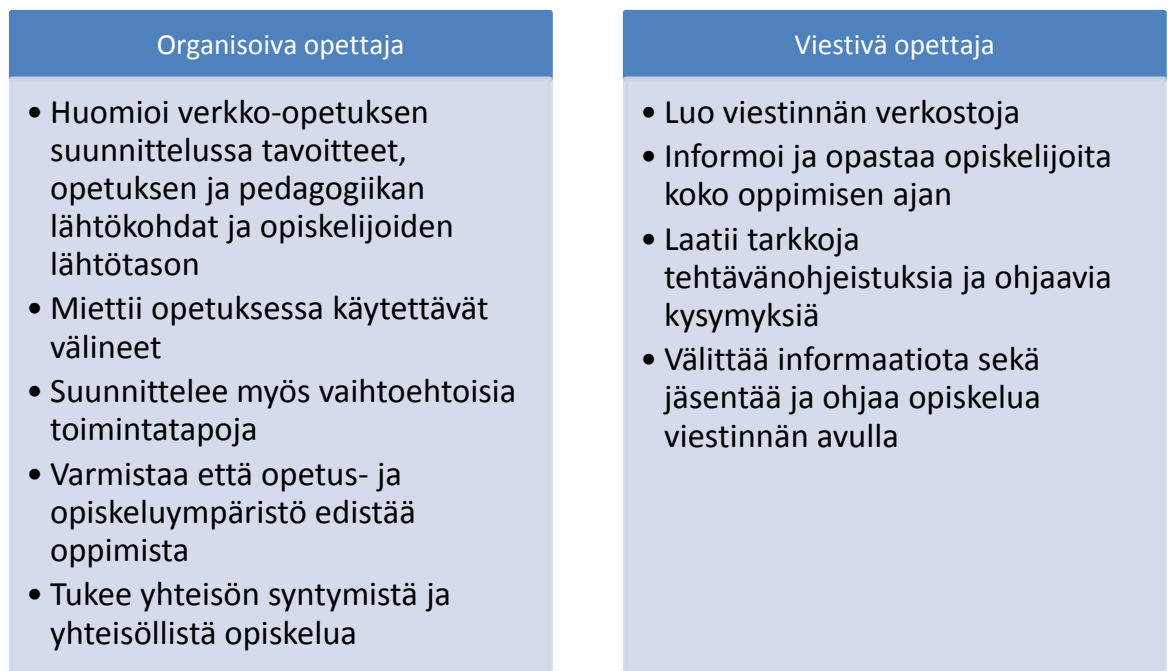 Organisoiva opettaja
• Huomioi verkko-opetuksen
suunnittelussa tavoitteet,
opetuksen ja pedagogiikan
lähtökohdat ja opiskelijoiden
lähtötason
• Miettii opetuksessa käytettävät
välineet
• Suunnittelee myös vaihtoehtoisia
toimintatapoja
• Varmistaa että opetus- ja
opiskeluympäristö edistää
oppimista
• Tukee yhteisön syntymistä ja
yhteisöllistä opiskelua
Viestivä opettaja
• Luo viestinnän verkostoja
• Informoi ja opastaa opiskelijoita
koko oppimisen ajan
• Laatii tarkkoja
tehtävänohjeistuksia ja ohjaavia
kysymyksiä
• Välittää informaatiota sekä
jäsentää ja ohjaa opiskelua
viestinnän avulla